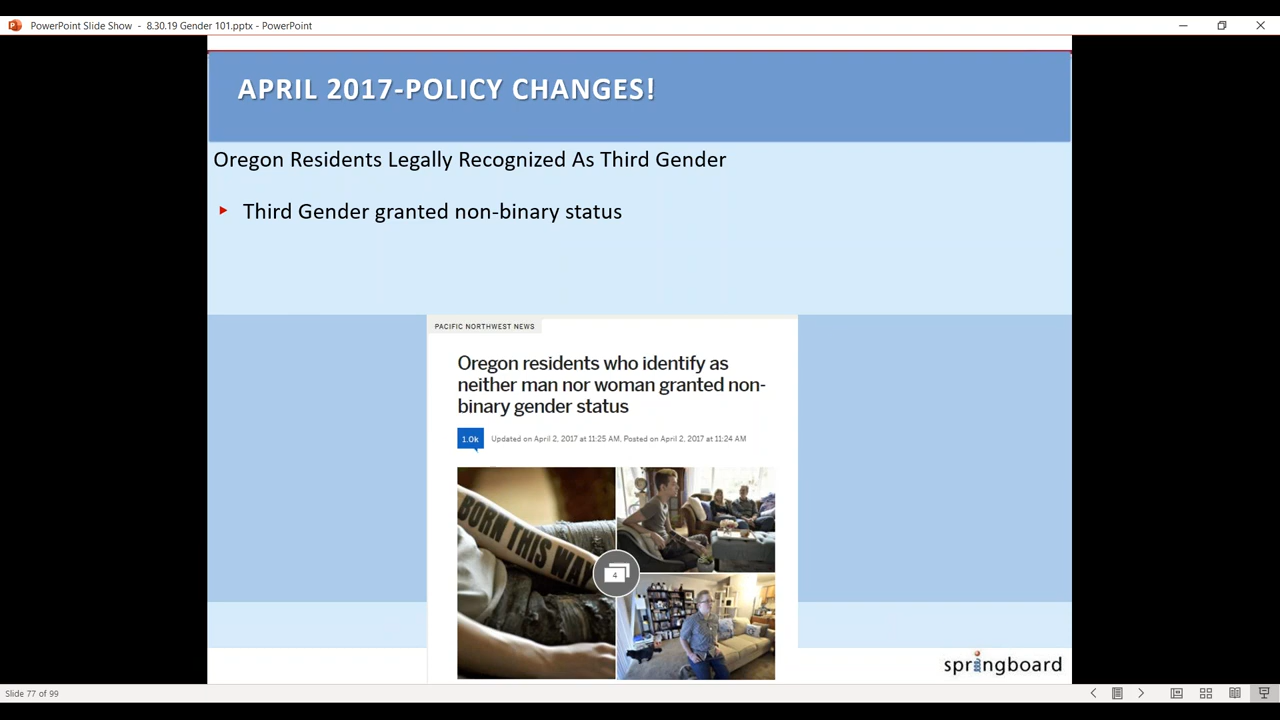 PowerPoint Slide Show - 8.30.19 Gender 101.pptx - PowerPoint
APRIL 2017-POLICY CHANGES!
Oregon Residents Legally Recognized As Third Gender
Third Gender granted non-binary status
PACIFIC NORTHWEST NEWS
Oregon residents who identify as
neither man nor woman granted non-
binary gender status
1.0k
Updated on April 2, 2017 at 11:25 AM, Posted on April 2, 2017 at 11:24 AM
BORN THIS WAY
4
springboard
Slide 77 of 99